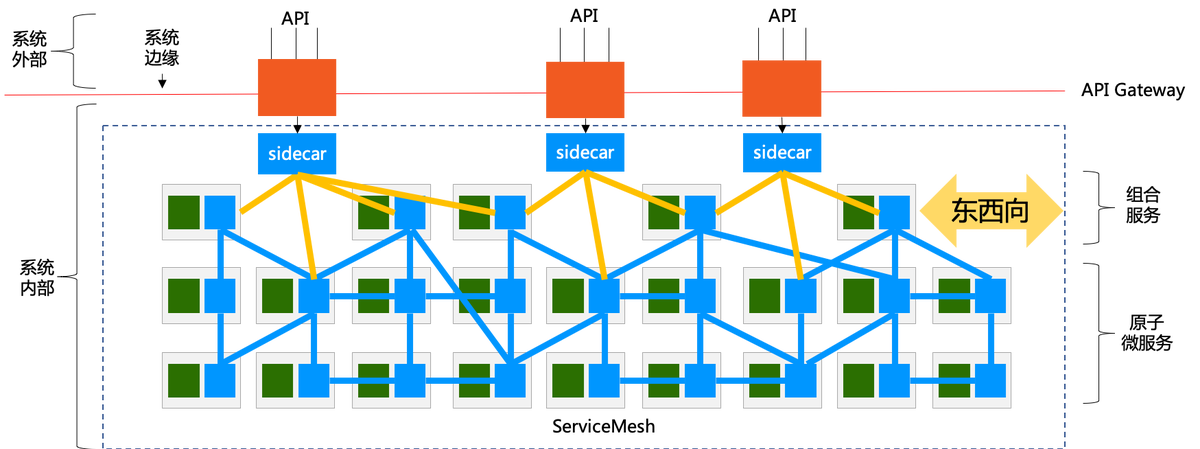 API
API
API
系统
外部
系统
边缘
API Gateway
sidecar
sidecar
sidecar
东西向
组合
服务
系统
内部
原子
微服务
ServiceMesh